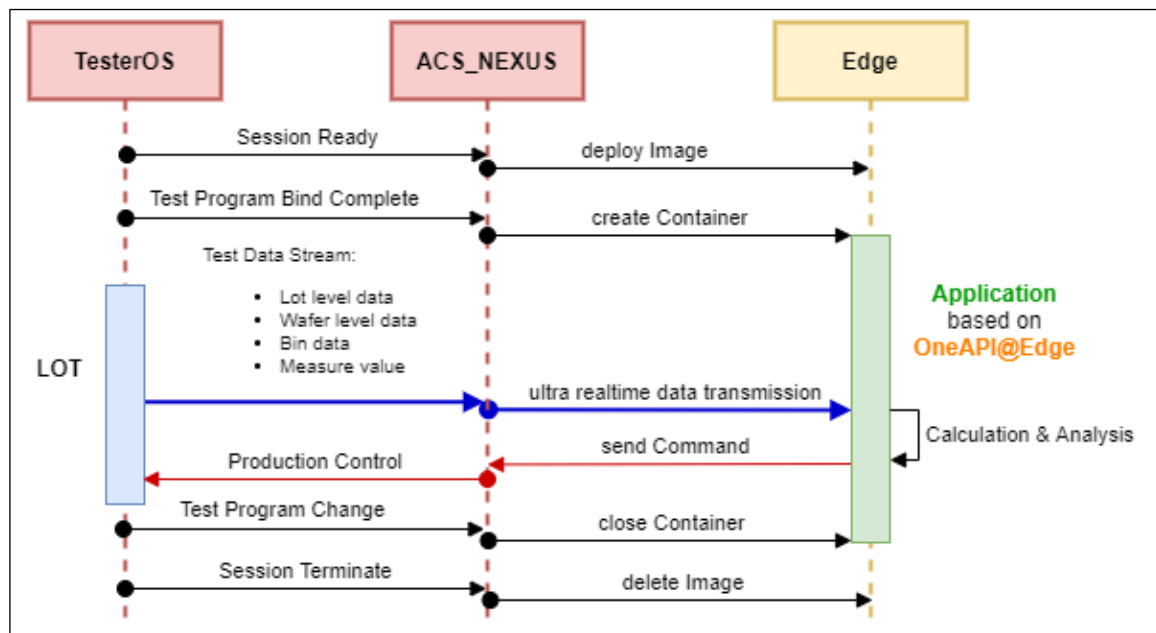 TesterOS
ACS_NEXUS
Edge
Session Ready
deploy Image
Test Program Bind Complete
create Container
Test Data Stream:
• Lot level data
• Wafer level data
• Bin data
• Measure value
LOT
Application
based on
OneAPI@Edge
ultra realtime data transmission
Calculation & Analysis
send Command
Production Control
Test Program Change
close Container
Session Terminate
delete Image